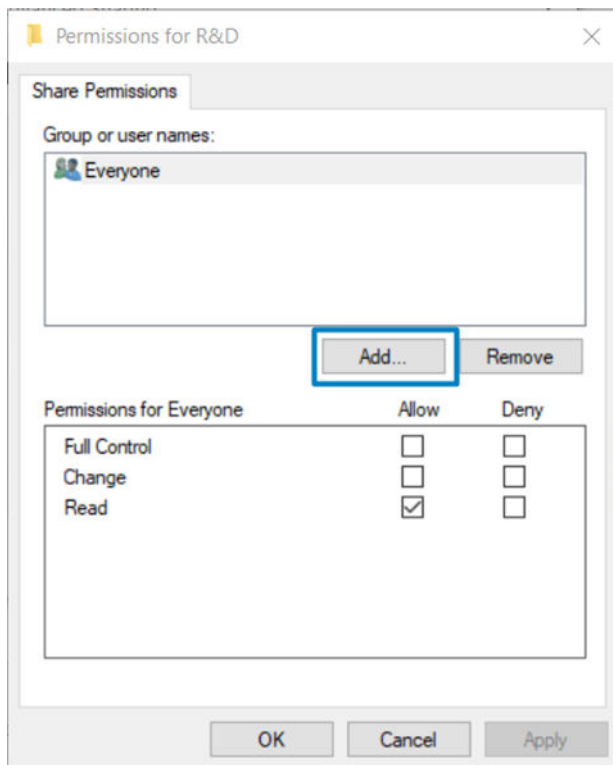 Permissions for R&D
Share Permissions
Group or user names:
Everyone
Add... Remove
Permissions for Everyone Allow Deny
Full Control
Change
Read
OK Cancel Apply